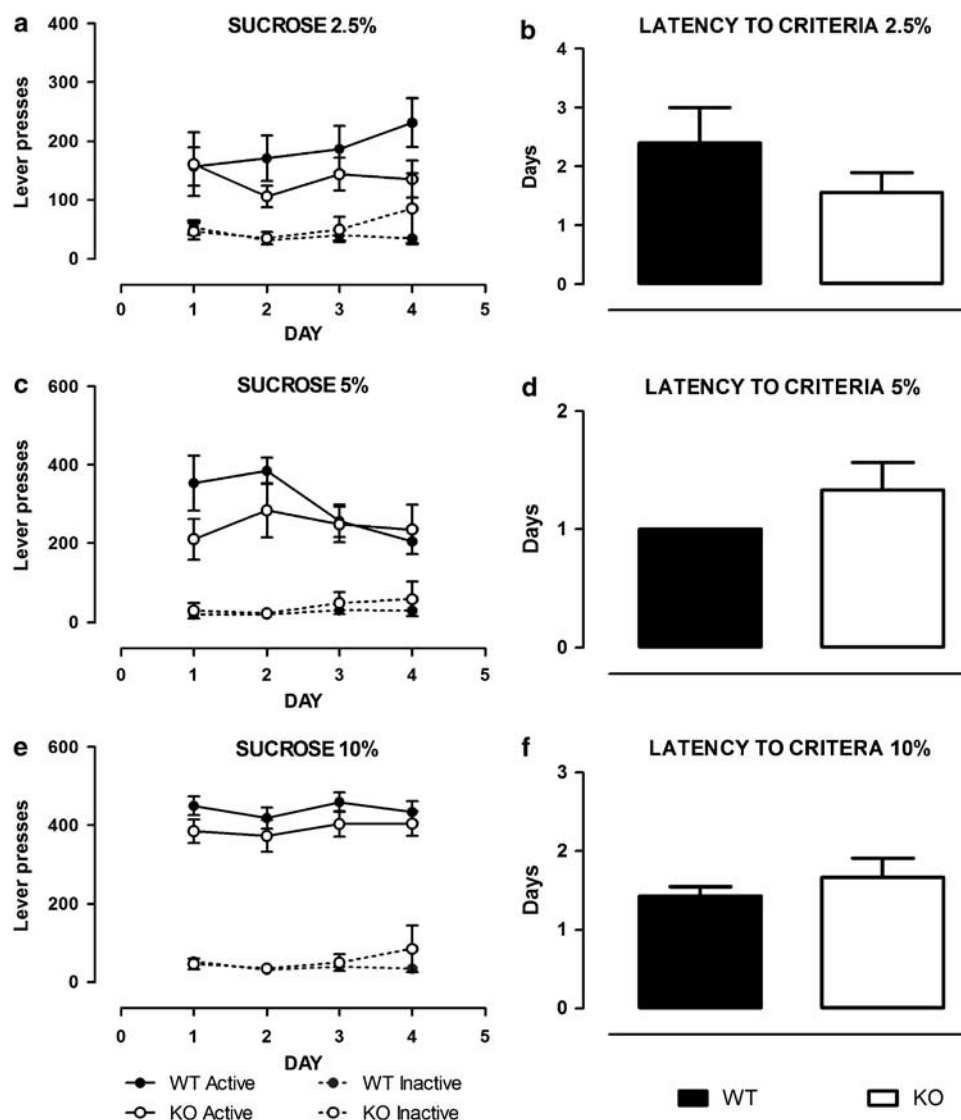 a
SUCROSE 2.5%
400
300
200
100
0
Lever presses
0 1 2 3 4 5
DAY
b
LATENCY TO CRITERIA 2.5%
4
3
2
1
0
Days
c
SUCROSE 5%
600
400
200
0
Lever presses
0 1 2 3 4 5
DAY
d
LATENCY TO CRITERIA 5%
2
1
0
Days
e
SUCROSE 10%
600
400
200
0
Lever presses
0 1 2 3 4 5
DAY
f
LATENCY TO CRITERA 10%
3
2
1
0
Days
WT Active
WT Inactive
KO Active
KO Inactive
WT
KO